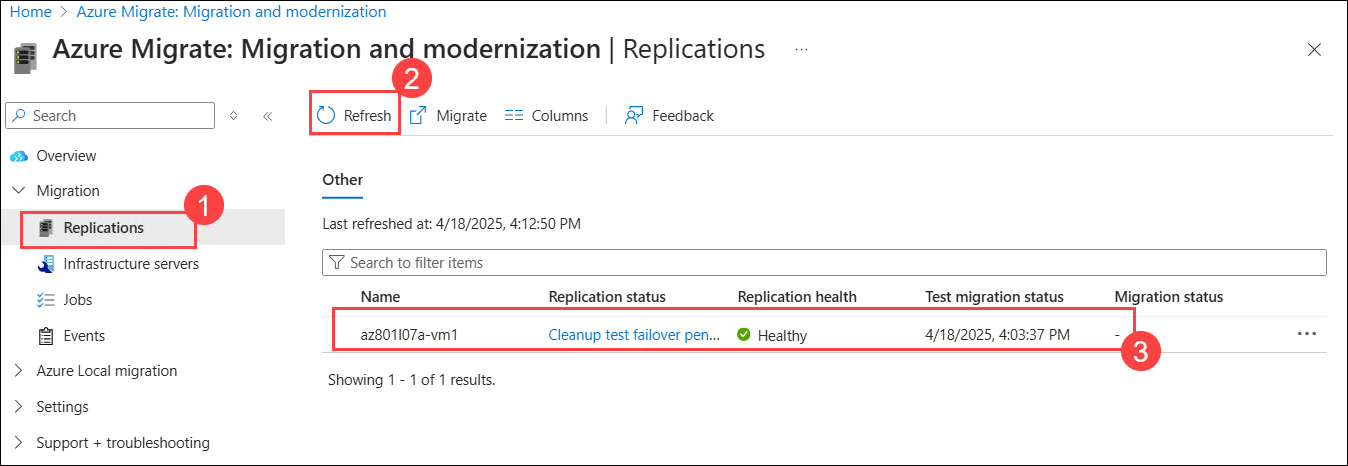 Home > Azure Migrate: Migration and modernization
Azure Migrate: Migration and modernization | Replications ...
2
Search
Refresh Migrate Columns Feedback
Overview
Migration
1
Replications
Infrastructure servers
Jobs
Events
Azure Local migration
Settings
Support + troubleshooting
Other
Last refreshed at: 4/18/2025, 4:12:50 PM
Search to filter items
Name Replication status Replication health Test migration status Migration status
az801l07a-vm1 Cleanup test failover pen... Healthy 4/18/2025, 4:03:37 PM -
3
Showing 1 - 1 of 1 results.